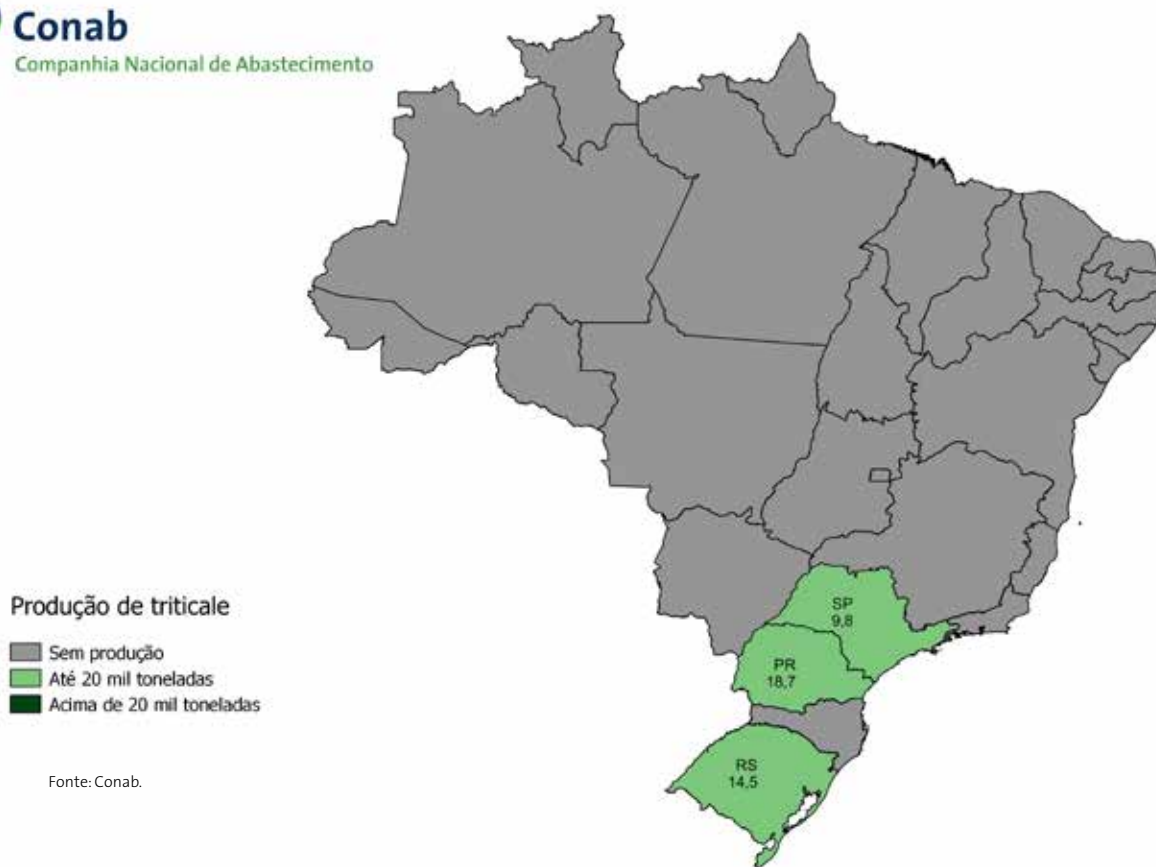 Conab
Companhia Nacional de Abastecimento
SP
9,8
PR
18,7
RS
14,5
Produção de triticale
Sem produção
Até 20 mil toneladas
Acima de 20 mil toneladas
Fonte: Conab.